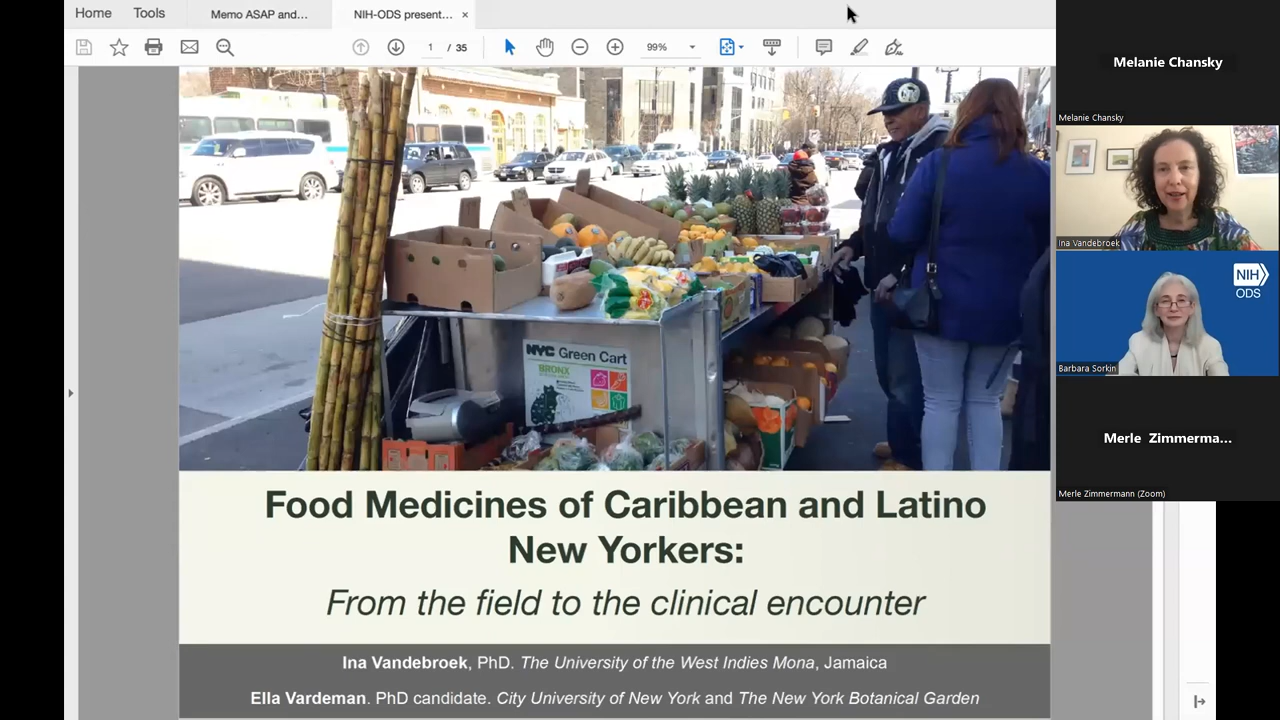 Home Tools Memo ASAP and... NIH-ODS present... ×
1 / 35 99%
NYC Green Cart
BRONX
Food Medicines of Caribbean and Latino
New Yorkers:
From the field to the clinical encounter
Ina Vandebroek, PhD. The University of the West Indies Mona, Jamaica
Ella Vardeman. PhD candidate. City University of New York and The New York Botanical Garden
Melanie Chansky
Melanie Chansky
Ina Vandebroek
NIH
ODS
Barbara Sorkin
Merle Zimmerma...
Merle Zimmermann (Zoom)